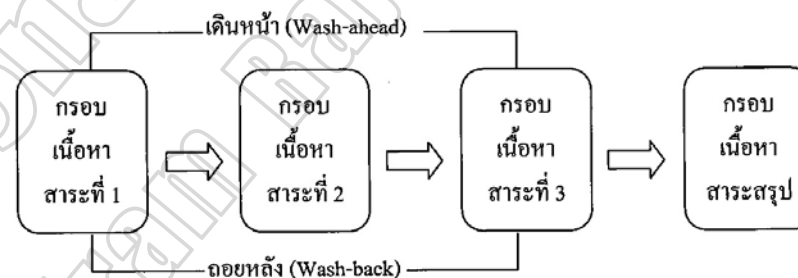 เดินหน้า (Wash-ahead)
กรอบ
เนื้อหา
สาระที่ 1
กรอบ
เนื้อหา
สาระที่ 2
กรอบ
เนื้อหา
สาระที่ 3
กรอบ
เนื้อหา
สาระสรุป
ถอยหลัง (Wash-back)